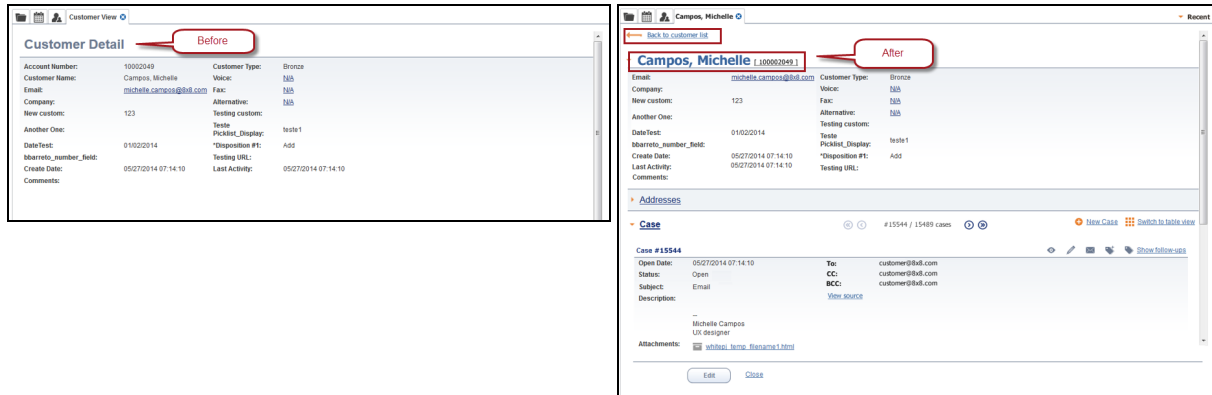 Customer View
Customer Detail
Before
Account Number: 10002049 Customer Type: Bronze
Customer Name: Campos, Michelle Voice: N/A
Email: michelle.campos@8x8.com Fax: N/A
Company: Alternative: N/A
New custom: 123 Testing custom:
Another One: Teste Picklist_Display: teste1
DateTest: 01/02/2014 *Disposition #1: Add
bbarreto_number_field: Testing URL:
Create Date: 05/27/2014 07:14:10 Last Activity: 05/27/2014 07:14:10
Comments:
Campos, Michelle
Recent
Back to customer list
After
Campos, Michelle [ 100002049 ]
Email: michelle.campos@8x8.com Customer Type: Bronze
Company: Voice: N/A
New custom: 123 Fax: N/A
Another One: Alternative: N/A
Testing custom:
DateTest: 01/02/2014 Teste Picklist_Display: teste1
bbarreto_number_field:
Create Date: 05/27/2014 07:14:10 *Disposition #1: Add
Last Activity: 05/27/2014 07:14:10 Testing URL:
Comments:
Addresses
Case #15544 / 15489 cases New Case Switch to table view
Case #15544 Show follow-ups
Open Date: 05/27/2014 07:14:10 To: customer@8x8.com
Status: Open CC: customer@8x8.com
Subject: Email BCC: customer@8x8.com
Description: View source
--
Michelle Campos
UX designer
Attachments: whitepj_temp_filename1.html
Edit Close